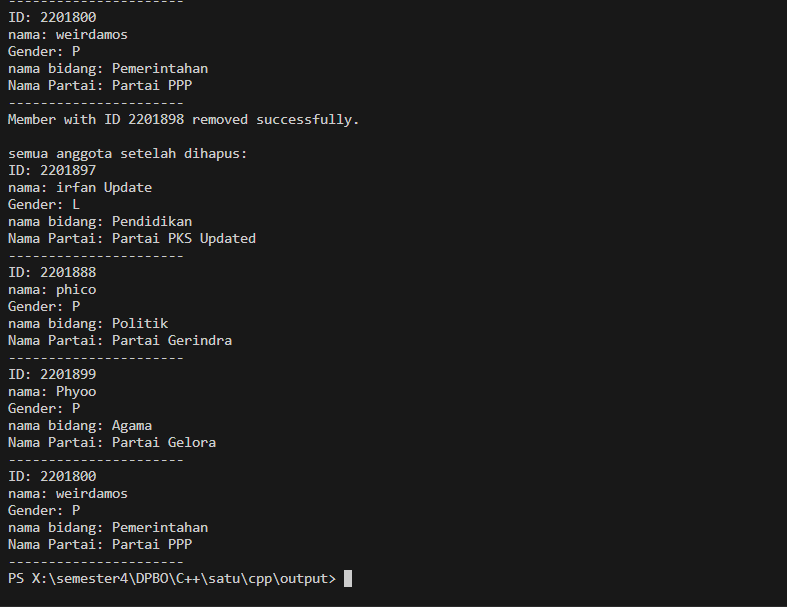 ----------------------
ID: 2201800
nama: weirdamos
Gender: P
nama bidang: Pemerintahan
Nama Partai: Partai PPP
----------------------
Member with ID 2201898 removed successfully.
semua anggota setelah dihapus:
ID: 2201897
nama: irfan Update
Gender: L
nama bidang: Pendidikan
Nama Partai: Partai PKS Updated
----------------------
ID: 2201888
nama: phico
Gender: P
nama bidang: Politik
Nama Partai: Partai Gerindra
----------------------
ID: 2201899
nama: Phyoo
Gender: P
nama bidang: Agama
Nama Partai: Partai Gelora
----------------------
ID: 2201800
nama: weirdamos
Gender: P
nama bidang: Pemerintahan
Nama Partai: Partai PPP
----------------------
PS X:\semester4\DPBO\C++\satu\cpp\output>